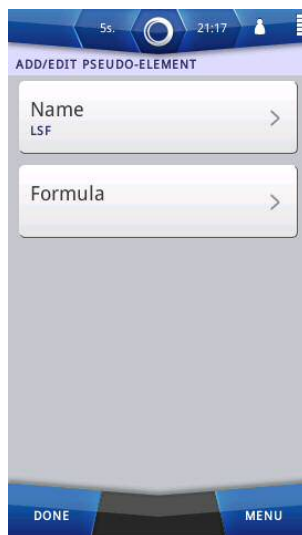 5s. 21:17
ADD/EDIT PSEUDO-ELEMENT
Name
LSF
Formula
DONE MENU